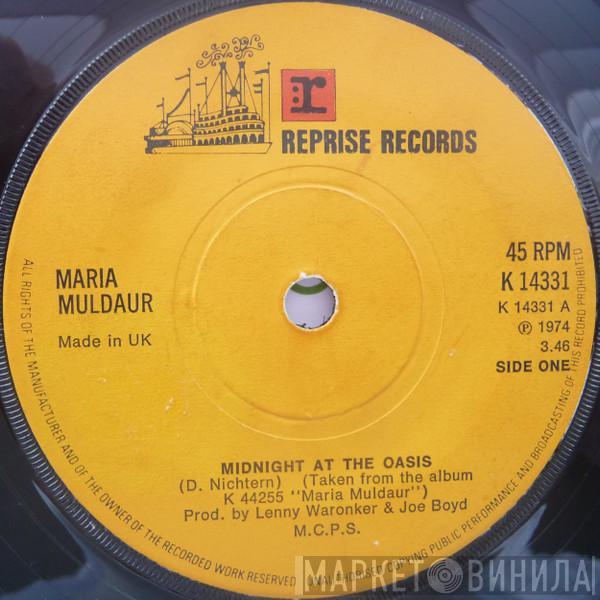 r
REPRISE RECORDS
MARIA
MULDAUR
Made in UK
45 RPM
K 14331
K 14331 A
℗ 1974
3.46
SIDE ONE
MIDNIGHT AT THE OASIS
(D. Nichtern) (Taken from the album
K 44255 "Maria Muldaur")
Prod. by Lenny Waronker & Joe Boyd
M.C.P.S.
ALL RIGHTS OF THE MANUFACTURER AND OF THE OWNER OF THE RECORDED WORK RESERVED COPYING PUBLIC PERFORMANCE AND BROADCASTING OF THIS RECORD PROHIBITED
МАРКЕТ ВИНИЛА